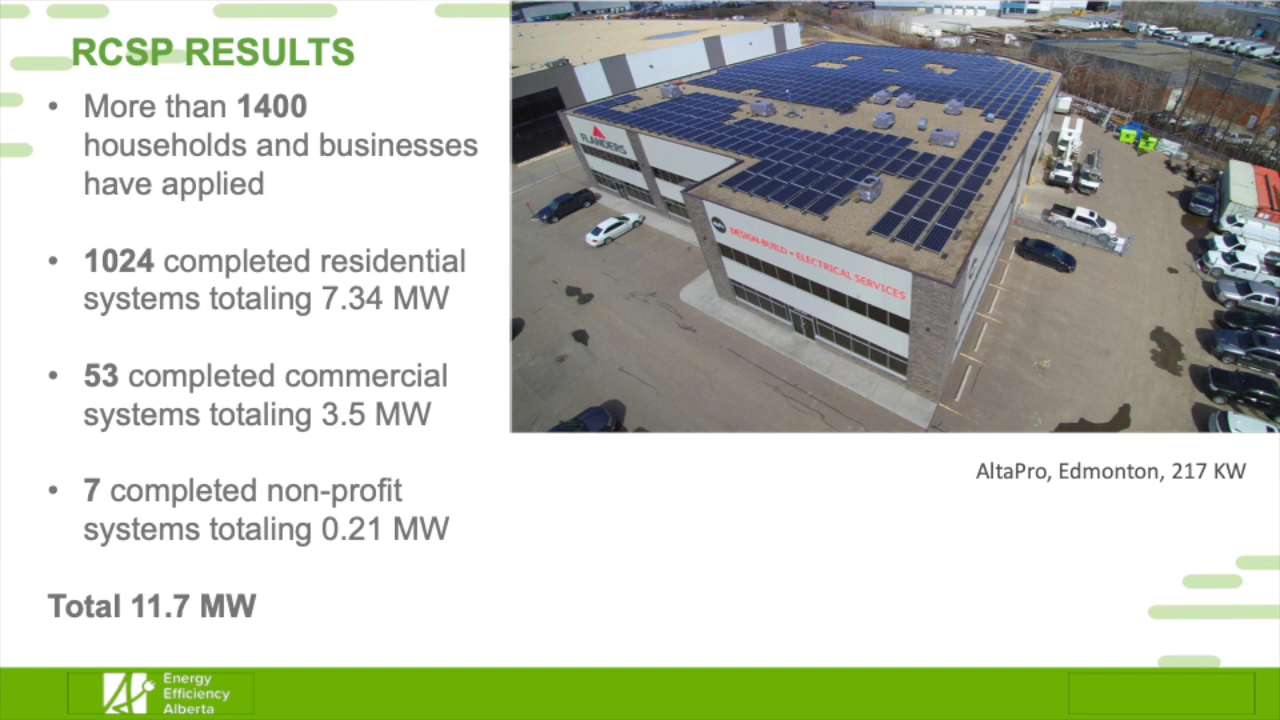 RCSP RESULTS
• More than 1400
households and businesses
have applied
• 1024 completed residential
systems totaling 7.34 MW
• 53 completed commercial
systems totaling 3.5 MW
• 7 completed non-profit
systems totaling 0.21 MW
Total 11.7 MW
FLANDERS
DESIGN-BUILD + ELECTRICAL SERVICES
AltaPro, Edmonton, 217 KW
Energy
Efficiency
Alberta